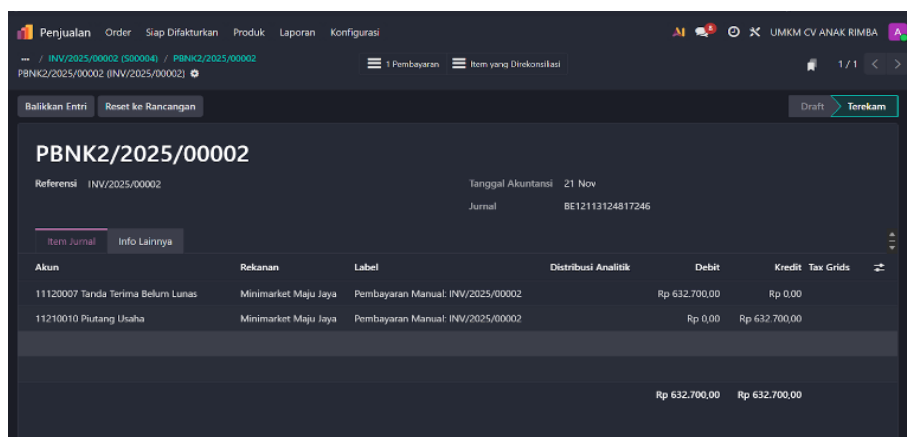 Penjualan Order Siap Difakturkan Produk Laporan Konfigurasi UMKM CV ANAK RIMBA A
... / INV/2025/00002 (S00004) / PBNK2/2025/00002
PBNK2/2025/00002 (INV/2025/00002)
1 Pembayaran Item yang Direkonsiliasi 1/1
Balikkan Entri Reset ke Rancangan Draft Terekam
PBNK2/2025/00002
Referensi INV/2025/00002 Tanggal Akuntansi 21 Nov
Jurnal BE12113124817246
Item Jurnal Info Lainnya
Akun Rekanan Label Distribusi Analitik Debit Kredit Tax Grids
11120007 Tanda Terima Belum Lunas Minimarket Maju Jaya Pembayaran Manual: INV/2025/00002 Rp 632.700,00 Rp 0,00
11210010 Piutang Usaha Minimarket Maju Jaya Pembayaran Manual: INV/2025/00002 Rp 0,00 Rp 632.700,00
Rp 632.700,00 Rp 632.700,00